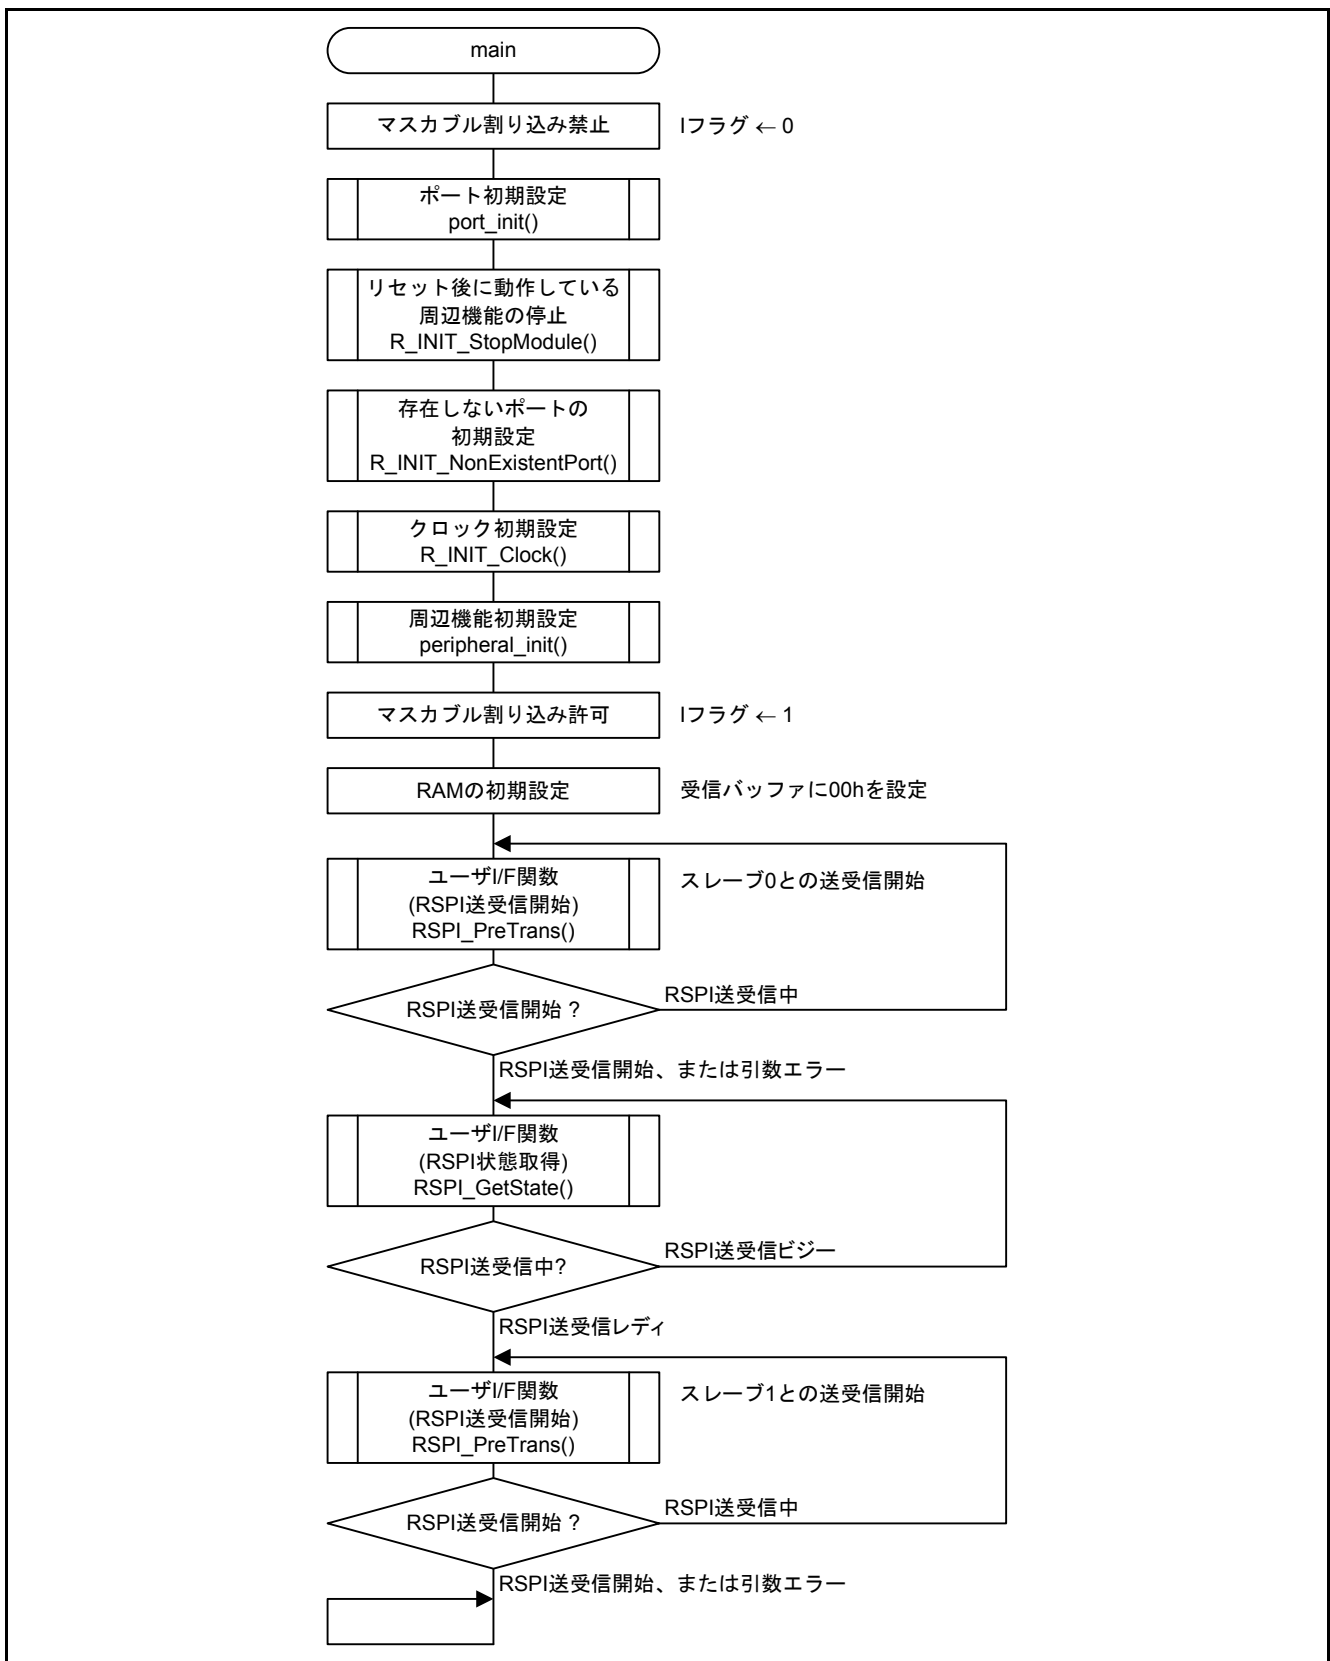 main
マスカブル割り込み禁止
Iフラグ ← 0
ポート初期設定
port_init()
リセット後に動作している
周辺機能の停止
R_INIT_StopModule()
存在しないポートの
初期設定
R_INIT_NonExistentPort()
クロック初期設定
R_INIT_Clock()
周辺機能初期設定
peripheral_init()
マスカブル割り込み許可
Iフラグ ← 1
RAMの初期設定
受信バッファに00hを設定
ユーザI/F関数
(RSPI送受信開始)
RSPI_PreTrans()
スレーブ0との送受信開始
RSPI送受信開始 ?
RSPI送受信中
RSPI送受信開始、または引数エラー
ユーザI/F関数
(RSPI状態取得)
RSPI_GetState()
RSPI送受信中?
RSPI送受信ビジー
RSPI送受信レディ
ユーザI/F関数
(RSPI送受信開始)
RSPI_PreTrans()
スレーブ1との送受信開始
RSPI送受信開始 ?
RSPI送受信中
RSPI送受信開始、または引数エラー